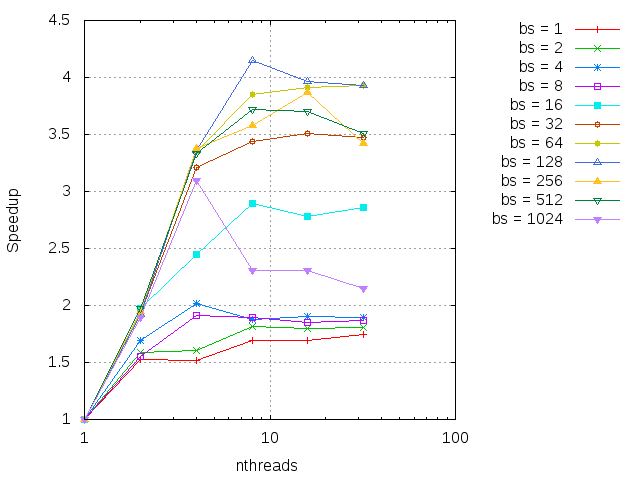 4.5
4
3.5
3
2.5
2
1.5
1
Speedup
1
10
100
nthreads
bs = 1
bs = 2
bs = 4
bs = 8
bs = 16
bs = 32
bs = 64
bs = 128
bs = 256
bs = 512
bs = 1024